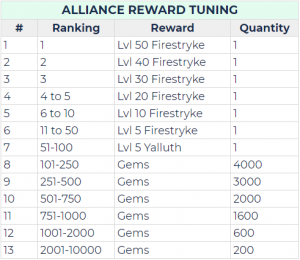 ALLIANCE REWARD TUNING
# Ranking Reward Quantity
1 1 Lvl 50 Firestryke 1
2 2 Lvl 40 Firestryke 1
3 3 Lvl 30 Firestryke 1
4 4 to 5 Lvl 20 Firestryke 1
5 6 to 10 Lvl 10 Firestryke 1
6 11 to 50 Lvl 5 Firestryke 1
7 51-100 Lvl 5 Yalluth 1
8 101-250 Gems 4000
9 251-500 Gems 3000
10 501-750 Gems 2000
11 751-1000 Gems 1600
12 1001-2000 Gems 600
13 2001-10000 Gems 200